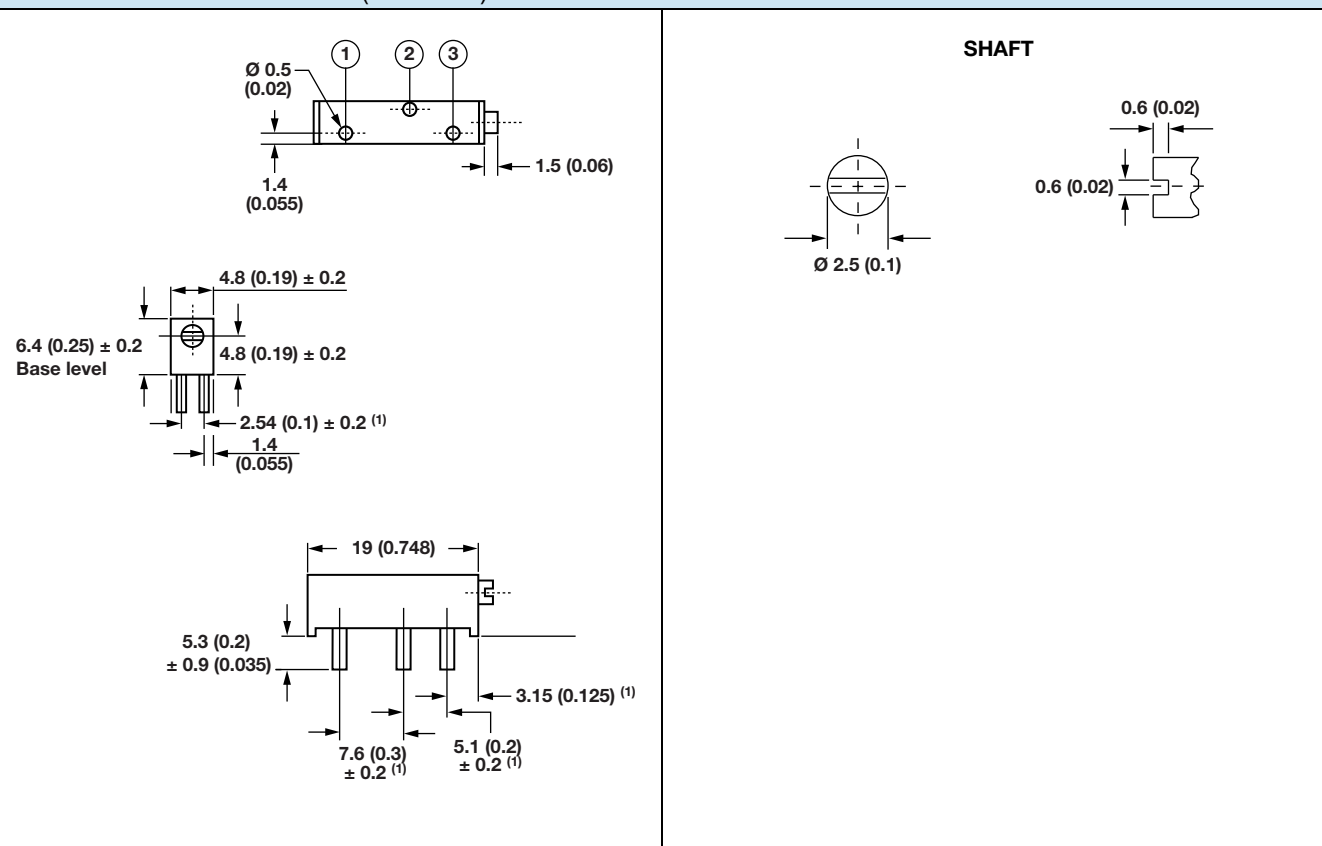 1 2 3
Ø 0.5
(0.02)
1.5 (0.06)
1.4
(0.055)
4.8 (0.19) ± 0.2
6.4 (0.25) ± 0.2
Base level
4.8 (0.19) ± 0.2
2.54 (0.1) ± 0.2 (1)
1.4
(0.055)
19 (0.748)
5.3 (0.2)
± 0.9 (0.035)
3.15 (0.125) (1)
7.6 (0.3)
± 0.2 (1)
5.1 (0.2)
± 0.2 (1)
SHAFT
0.6 (0.02)
0.6 (0.02)
Ø 2.5 (0.1)